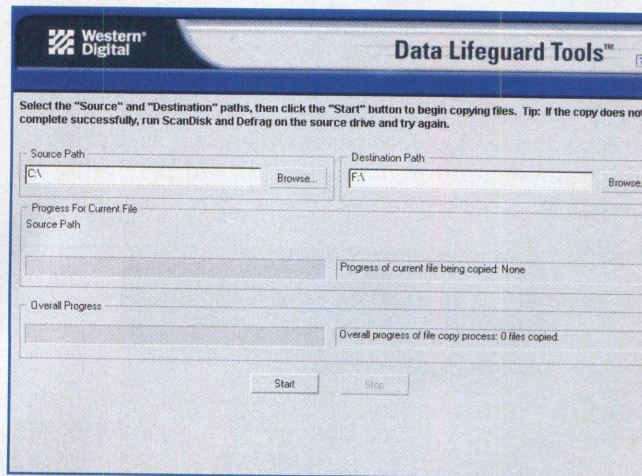 Western®
Digital
Data Lifeguard Tools™
Select the "Source" and "Destination" paths, then click the "Start" button to begin copying files. Tip: If the copy does not
complete successfully, run ScanDisk and Defrag on the source drive and try again.
Source Path
Destination Path
C:\
Browse...
F:\
Browse.
Progress For Current File
Source Path
Progress of current file being copied: None
Overall Progress
Overall progress of file copy process: 0 files copied.
Start
Stop